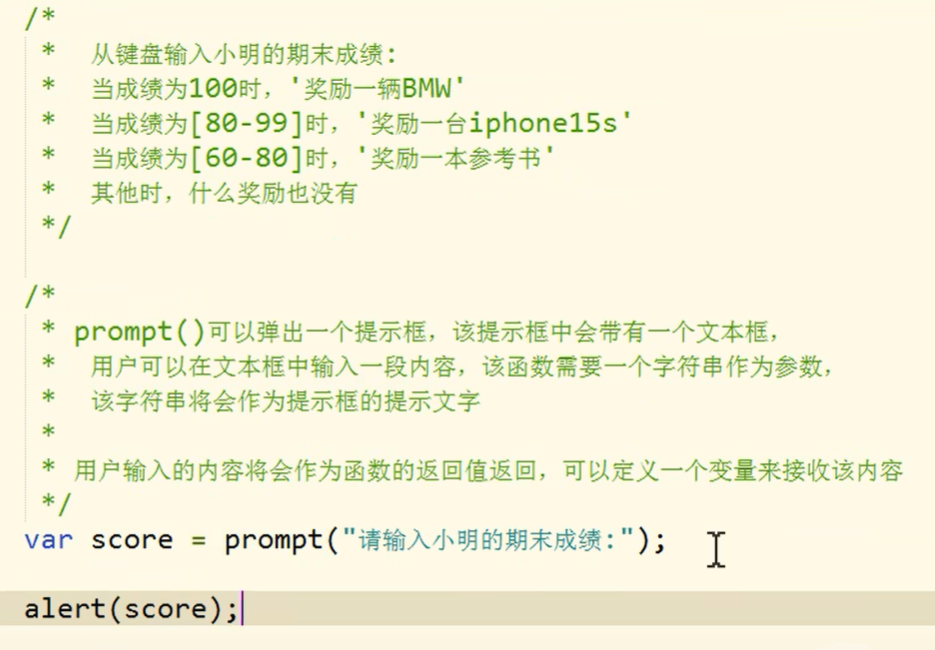 /*
 * 从键盘输入小明的期末成绩:
 * 当成绩为100时，'奖励一辆BMW'
 * 当成绩为[80-99]时，'奖励一台iphone15s'
 * 当成绩为[60-80]时，'奖励一本参考书'
 * 其他时，什么奖励也没有
 */
/*
 * prompt()可以弹出一个提示框，该提示框中会带有一个文本框，
 * 用户可以在文本框中输入一段内容，该函数需要一个字符串作为参数，
 * 该字符串将会作为提示框的提示文字
 *
 * 用户输入的内容将会作为函数的返回值返回，可以定义一个变量来接收该内容
 */
var score = prompt("请输入小明的期末成绩:");
alert(score);